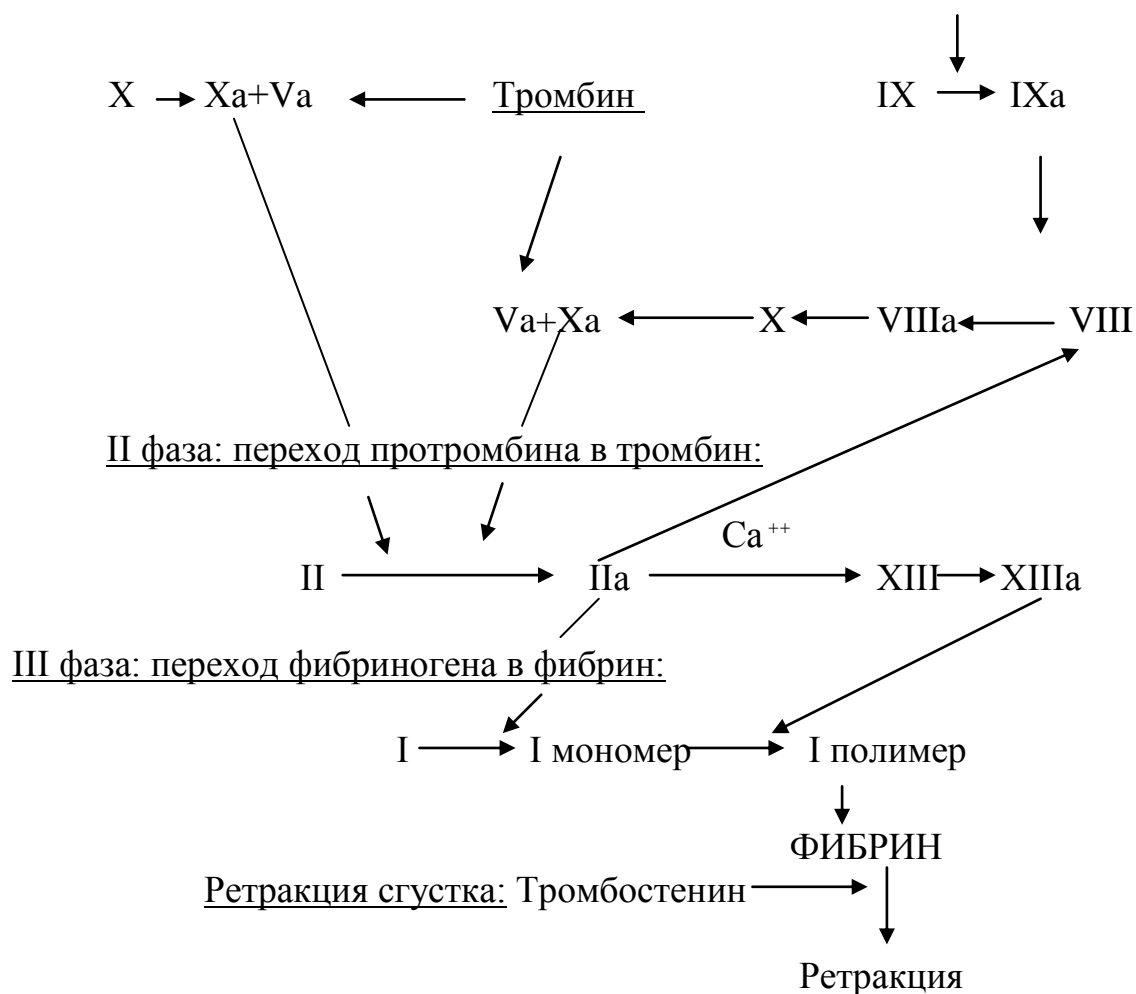 X Xa+Va Тромбин IX IXa
Va+Xa X VIIIa VIII
II фаза: переход протромбина в тромбин:
Ca ++
II IIa XIII XIIIa
III фаза: переход фибриногена в фибрин:
I I мономер I полимер
ФИБРИН
Ретракция сгустка: Тромбостенин
Ретракция